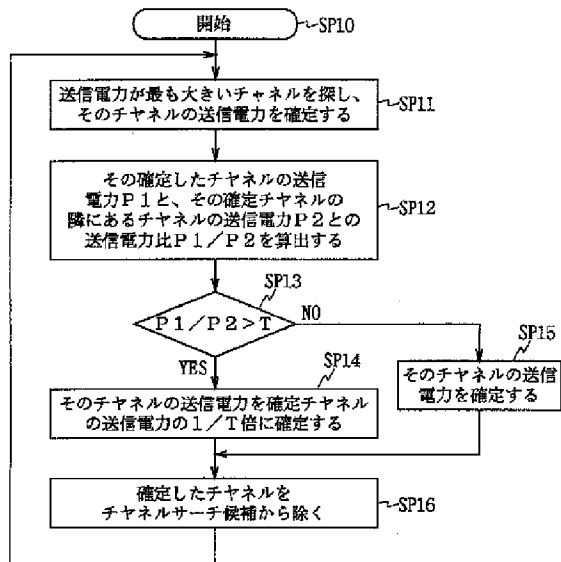 開始
SP10
送信電力が最も大きいチャネルを探し、
そのチャネルの送信電力を確定する
SP11
その確定したチャネルの送信
電力P1と、その確定チャネルの
隣にあるチャネルの送信電力P2との
送信電力比P1/P2を算出する
SP12
SP13
P1/P2>T
NO
YES
SP14
そのチャネルの送信電力を確定チャネル
の送信電力の1/T倍に確定する
SP15
そのチャネルの送信
電力を確定する
確定したチャネルを
チャネルサーチ候補から除く
SP16